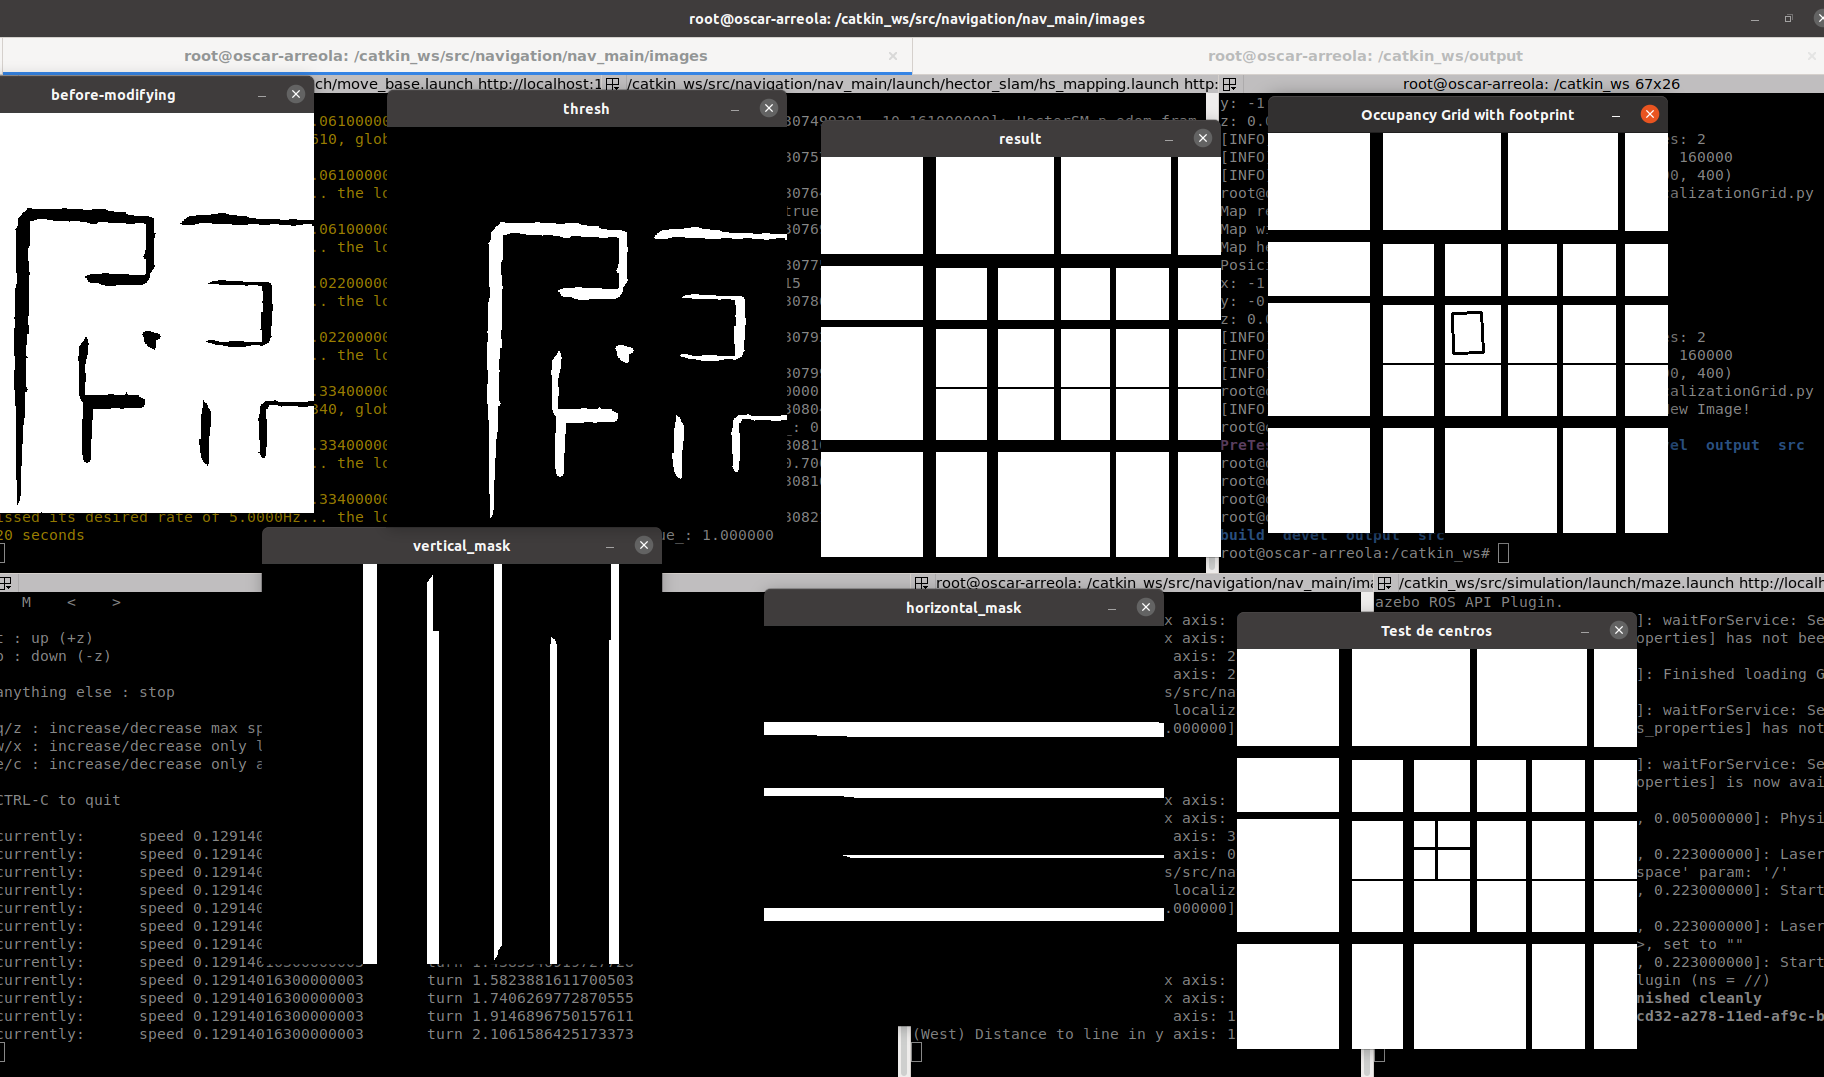 root@oscar-arreola: /catkin_ws/src/navigation/nav_main/images
root@oscar-arreola: /catkin_ws/src/navigation/nav_main/images
root@oscar-arreola: /catkin_ws/output
ch/move_base.launch http://localhost:1
/catkin_ws/src/navigation/nav_main/launch/hector_slam/hs_mapping.launch http:
root@oscar-arreola: /catkin_ws 67x26
before-modifying
thresh
result
Occupancy Grid with footprint
.06100000
510, glob
.06100000
.. the lo
.06100000
.. the lo
.02200000
.. the lo
.02200000
.. the lo
.33400000
340, glob
.33400000
.. the lo
.33400000
issed its desired rate of 5.0000Hz... the lo
20 seconds
ue_: 1.000000
y: -1
z: 0.0
[INFO
s: 2
[INFO
160000
[INFO
0, 400)
root@o
alizationGrid.py
Map re
Map wi
Map he
Posici
x: -1
y: -0
z: 0.0
[INFO
s: 2
[INFO
160000
[INFO
0, 400)
root@o
alizationGrid.py
[INFO
ew Image!
root@o
PreTes
el output src
root@o
root@o
root@o
root@o
build devel output src
root@oscar-arreola:/catkin_ws#
vertical_mask
horizontal_mask
Test de centros
root@oscar-arreola: /catkin_ws/src/navigation/nav_main/ima
/catkin_ws/src/simulation/launch/maze.launch http://localh
M < >
t : up (+z)
b : down (-z)
anything else : stop
q/z : increase/decrease max sp
w/x : increase/decrease only l
e/c : increase/decrease only a
CTRL-C to quit
currently: speed 0.129140
currently: speed 0.129140
currently: speed 0.129140
currently: speed 0.129140
currently: speed 0.129140
currently: speed 0.129140
currently: speed 0.129140
currently: speed 0.12914016300000003
currently: speed 0.12914016300000003 turn 1.5823881611700503
currently: speed 0.12914016300000003 turn 1.7406269772870555
currently: speed 0.12914016300000003 turn 1.9146896750157611
currently: speed 0.12914016300000003 turn 2.1061586425173373
x axis:
x axis:
axis: 2
axis: 2
s/src/na
localiz
.000000]
x axis:
x axis:
axis: 3
axis: 0
s/src/na
localiz
.000000]
x axis:
x axis:
axis: 1
(West) Distance to line in y axis: 1
azebo ROS API Plugin.
]: waitForService: Se
operties] has not bee
]: Finished loading G
]: waitForService: Se
s_properties] has not
]: waitForService: Se
operties] is now avai
, 0.005000000]: Physi
, 0.223000000]: Laser
space' param: '/'
, 0.223000000]: Start
, 0.223000000]: Laser
>, set to ""
, 0.223000000]: Start
lugin (ns = //)
nished cleanly
cd32-a278-11ed-af9c-b